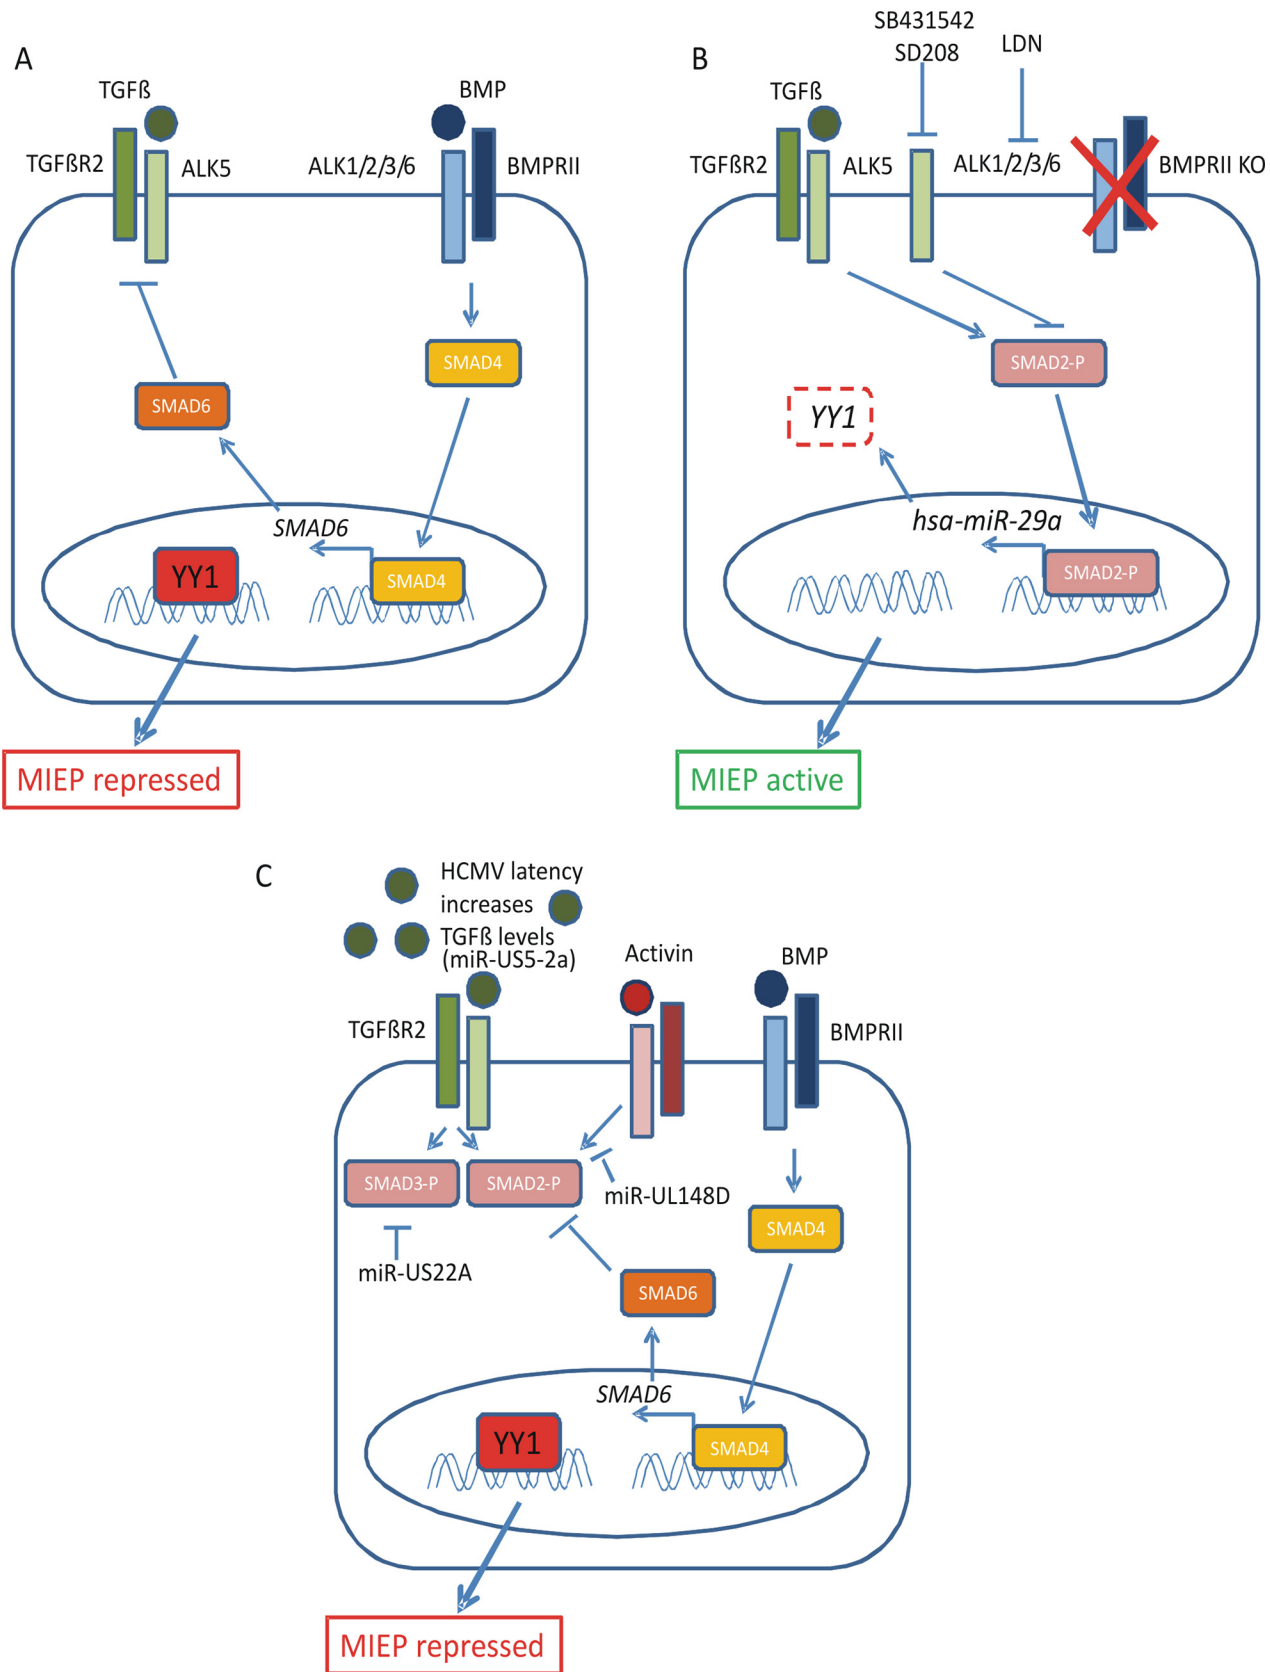 A
TGFß
BMP
TGFßR2
ALK5
ALK1/2/3/6
BMPRII
SMAD4
SMAD6
SMAD6
YY1
SMAD4
MIEP repressed
B
SB431542
SD208
LDN
TGFß
TGFßR2
ALK5
ALK1/2/3/6
BMPRII KO
SMAD2-P
YY1
hsa-miR-29a
SMAD2-P
MIEP active
C
HCMV latency
increases
TGFß levels
(miR-US5-2a)
Activin
BMP
TGFßR2
BMPRII
SMAD3-P
SMAD2-P
miR-UL148D
SMAD4
miR-US22A
SMAD6
SMAD6
YY1
SMAD4
MIEP repressed